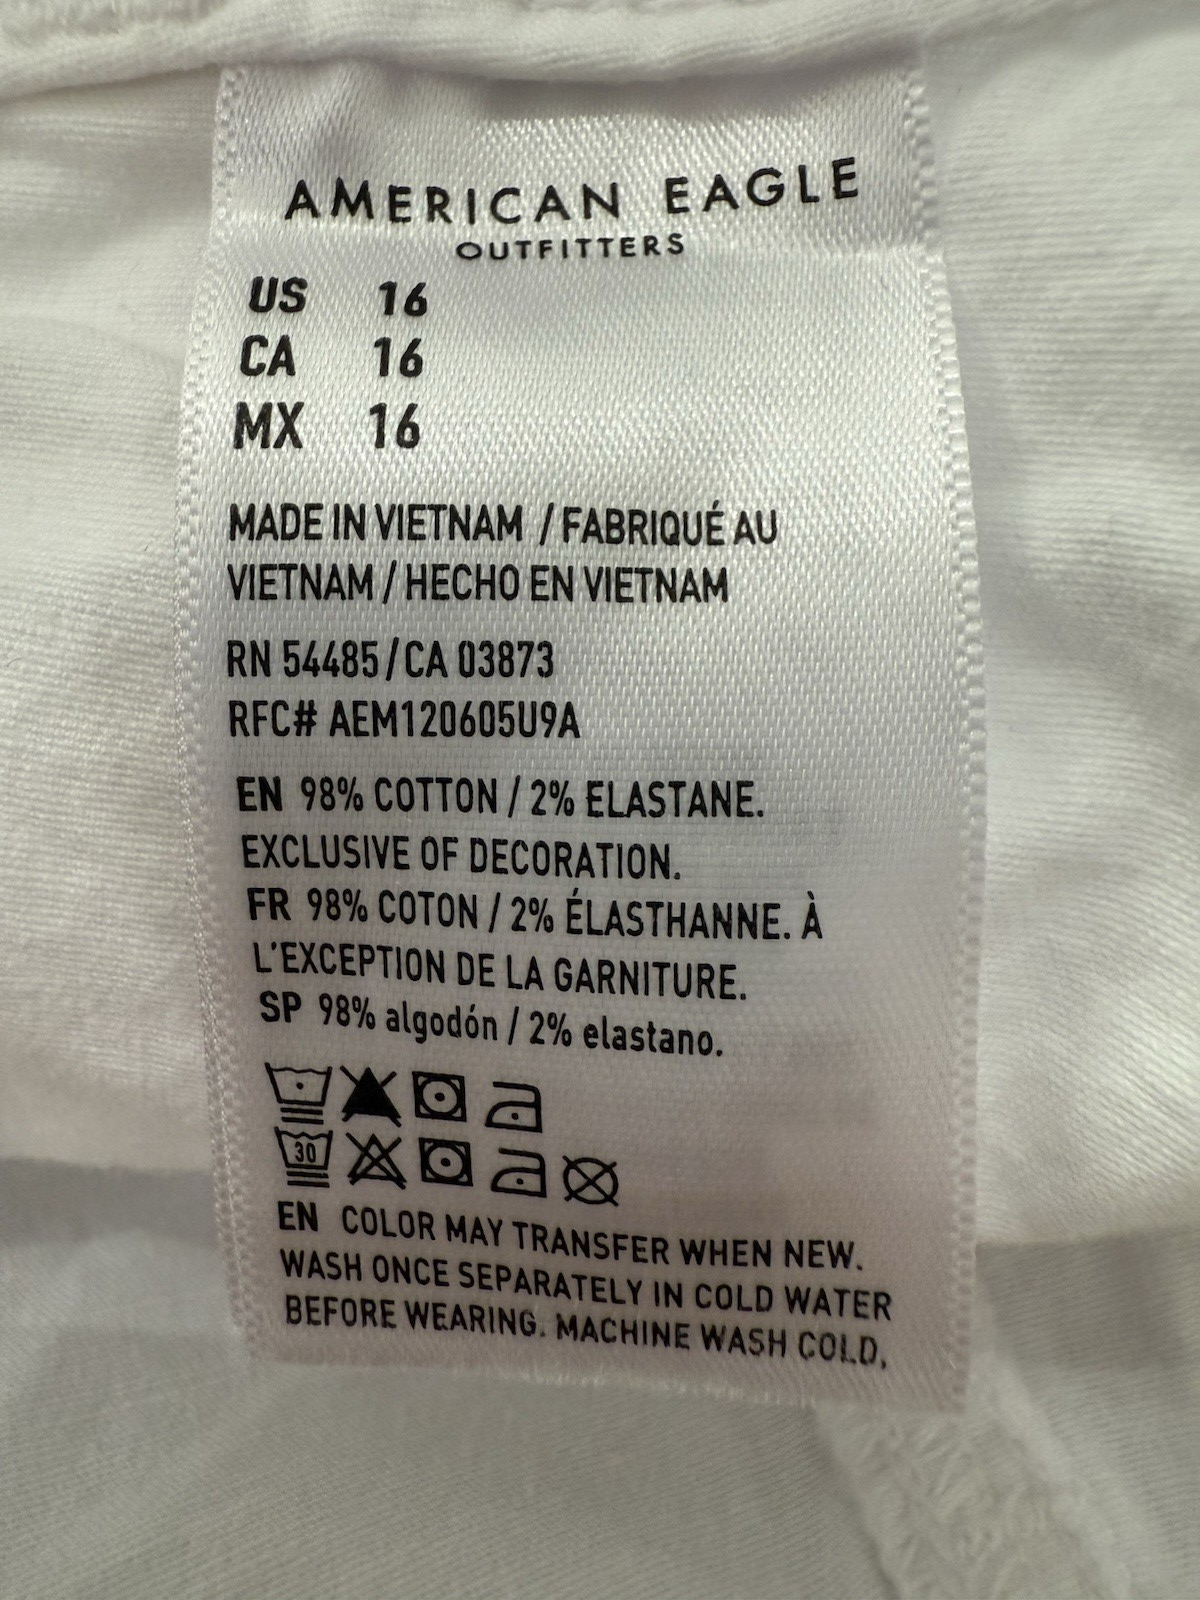 AMERICAN EAGLE
OUTFITTERS
US 16
CA 16
MX 16
MADE IN VIETNAM / FABRIQUÉ AU
VIETNAM / HECHO EN VIETNAM
RN 54485 / CA 03873
RFC# AEM120605U9A
EN 98% COTTON / 2% ELASTANE.
EXCLUSIVE OF DECORATION.
FR 98% COTON / 2% ÉLASTHANNE. À
L'EXCEPTION DE LA GARNITURE.
SP 98% algodón / 2% elastano.
30
EN COLOR MAY TRANSFER WHEN NEW.
WASH ONCE SEPARATELY IN COLD WATER
BEFORE WEARING. MACHINE WASH COLD,